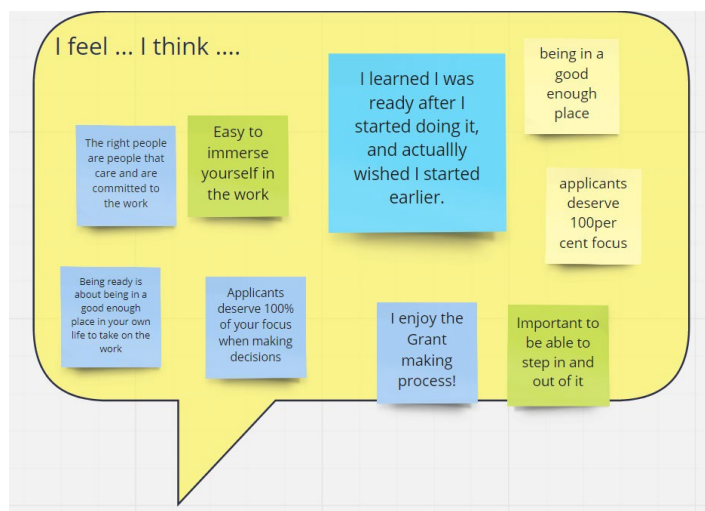 I feel ... I think ....
The right people
are people that
care and are
committed to
the work
Easy to
immerse
yourself in
the work
I learned I was
ready after I
started doing it,
and actuallly
wished I started
earlier.
being in a
good
enough
place
applicants
deserve
100per
cent focus
Being ready is
about being in a
good enough
place in your own
life to take on the
work
Applicants
deserve 100%
of your focus
when making
decisions
I enjoy the
Grant
making
process!
Important to
be able to
step in and
out of it